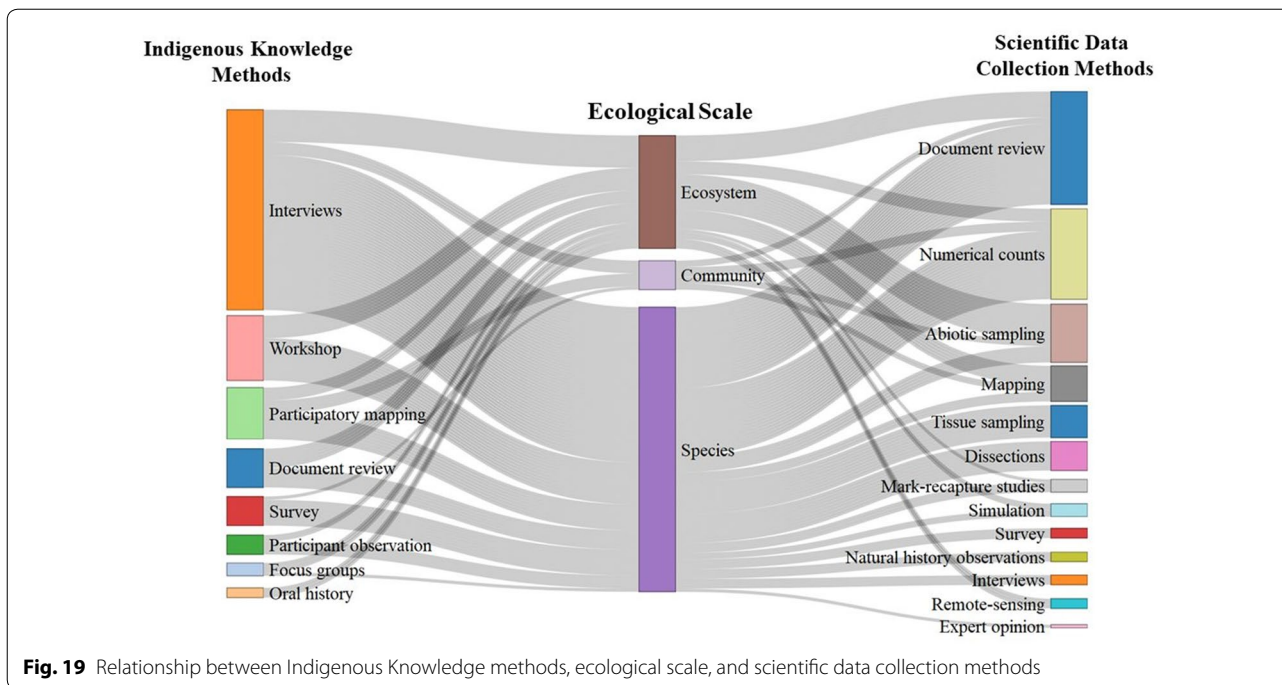 Indigenous Knowledge
Methods
Ecological Scale
Scientific Data
Collection Methods
Interviews
Workshop
Participatory mapping
Document review
Survey
Participant observation
Focus groups
Oral history
Ecosystem
Community
Species
Document review
Numerical counts
Abiotic sampling
Mapping
Tissue sampling
Dissections
Mark-recapture studies
Simulation
Survey
Natural history observations
Interviews
Remote-sensing
Expert opinion
Fig. 19 Relationship between Indigenous Knowledge methods, ecological scale, and scientific data collection methods